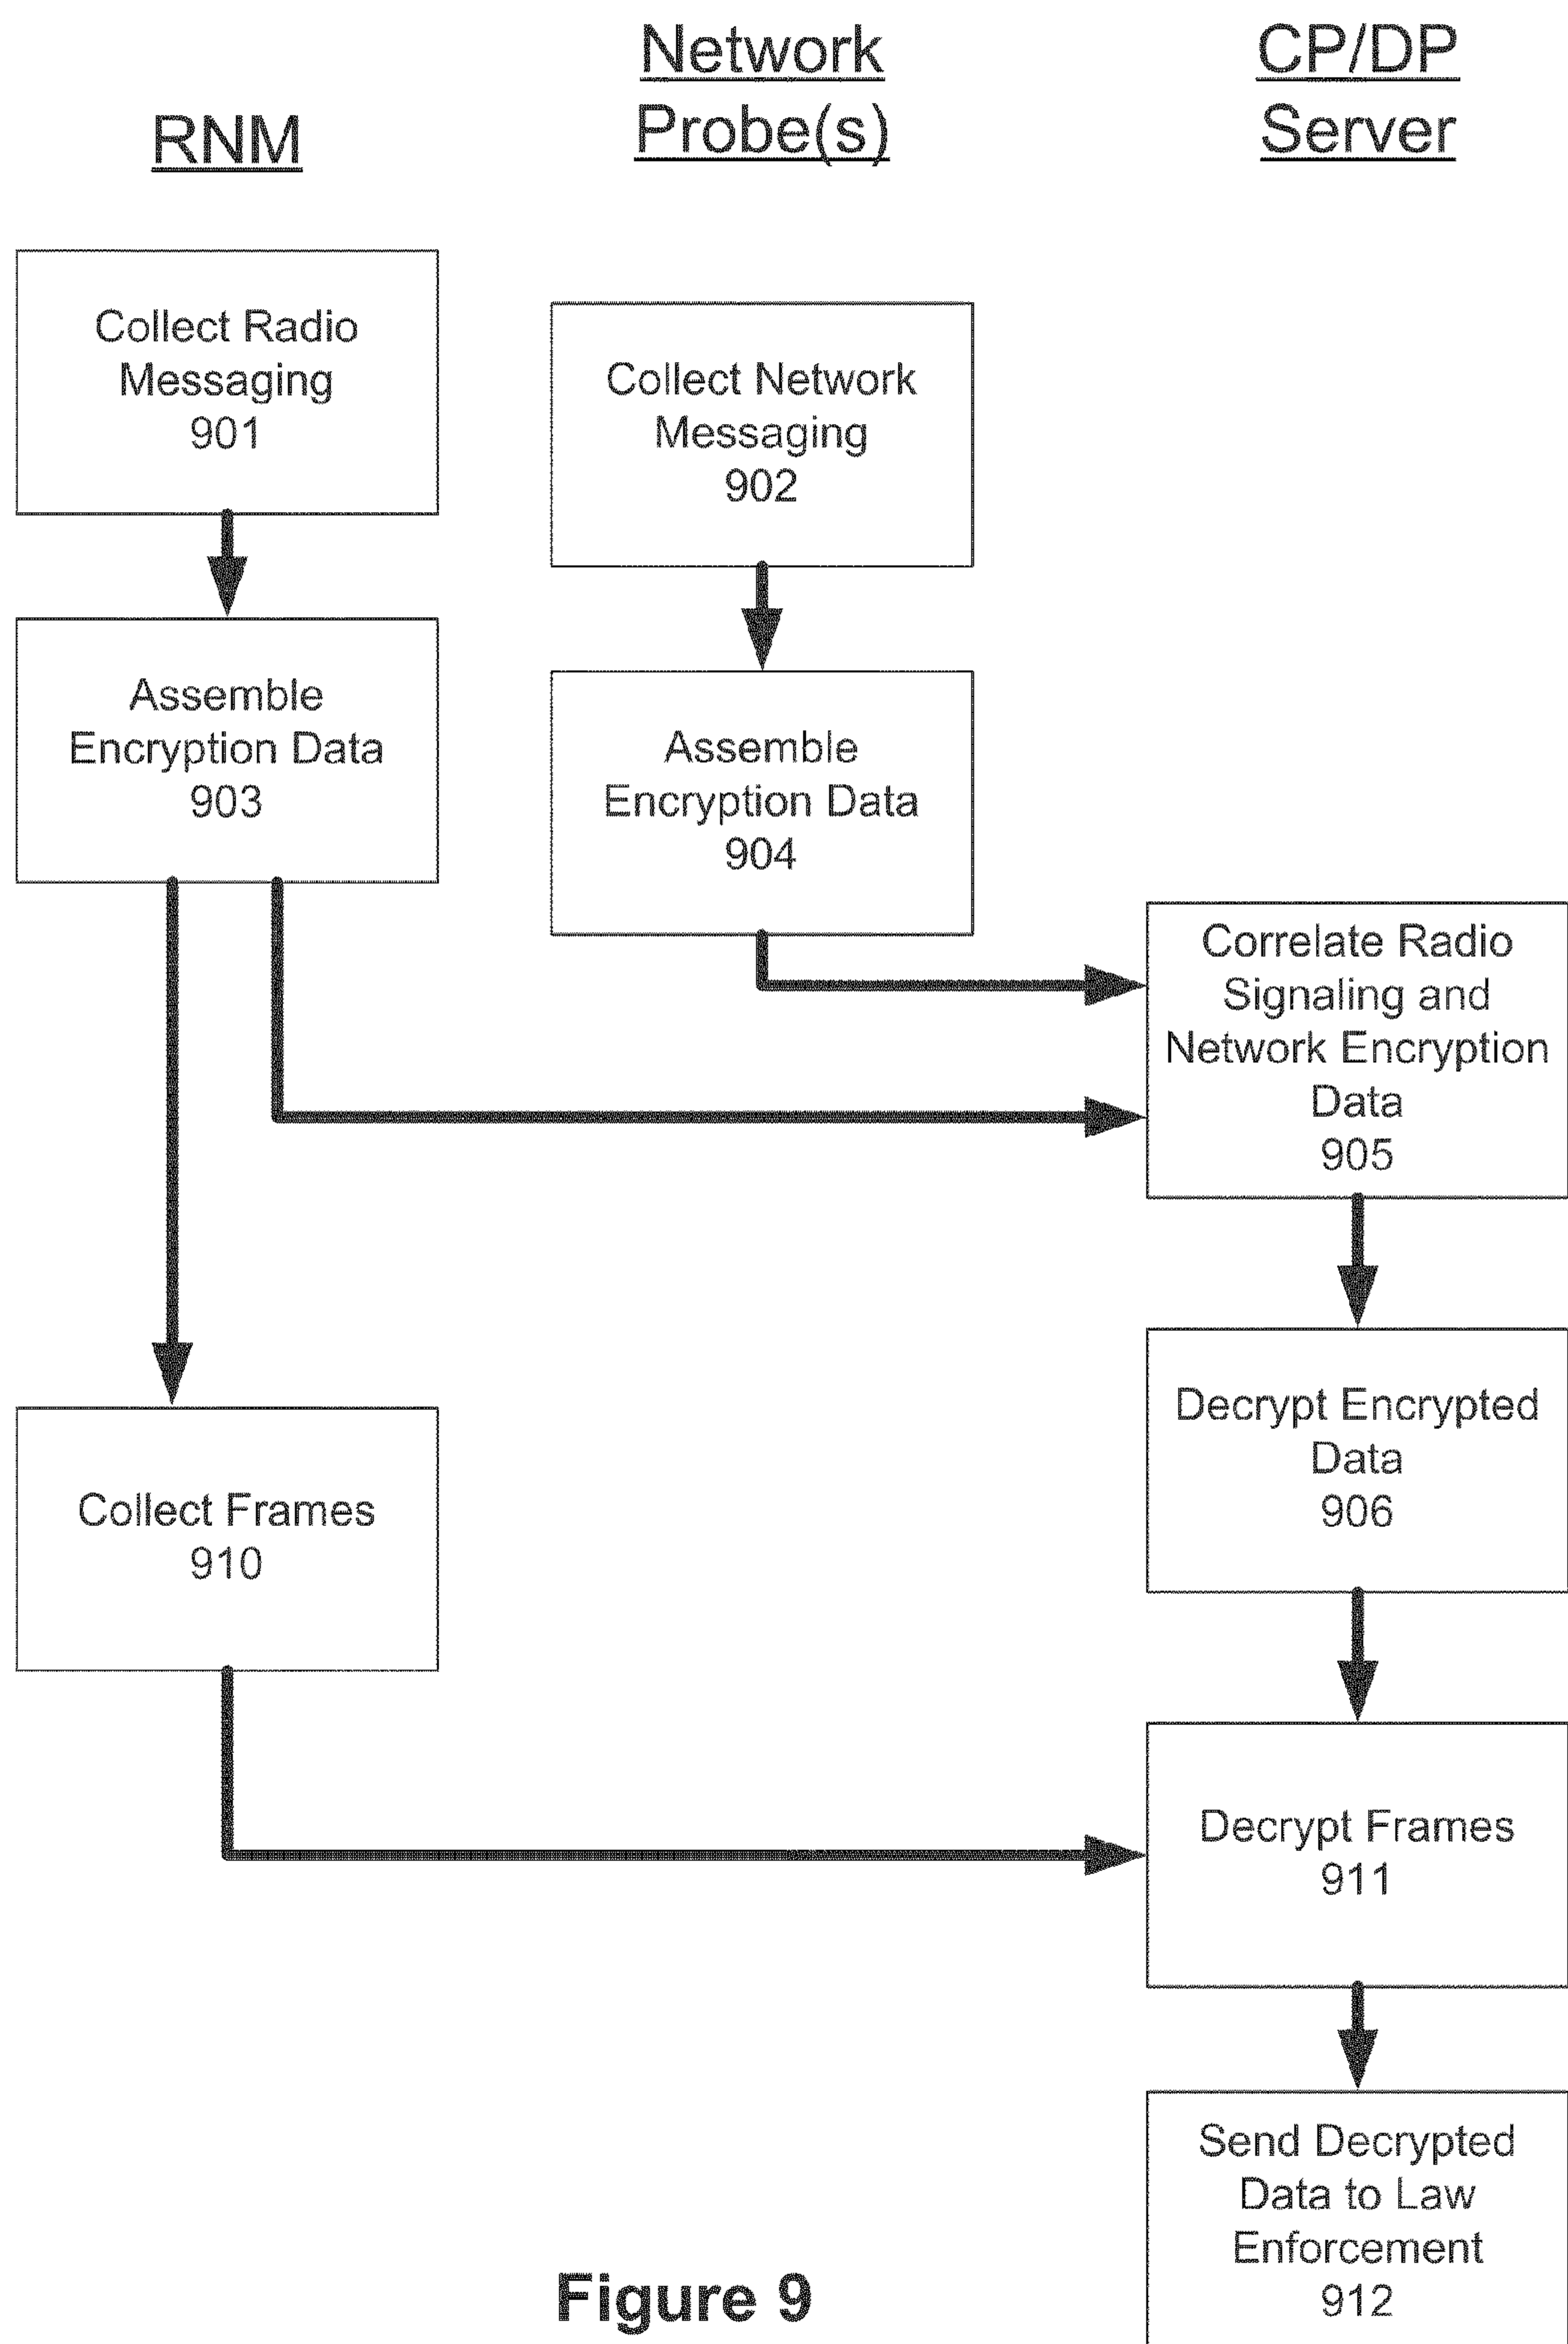 RNM
Network
Probe(s)
CP/DP
Server
Collect Radio
Messaging
901
Collect Network
Messaging
902
Assemble
Encryption Data
903
Assemble
Encryption Data
904
Correlate Radio
Signaling and
Network Encryption
Data
905
Decrypt Encrypted
Data
906
Collect Frames
910
Decrypt Frames
911
Send Decrypted
Data to Law
Enforcement
912
Figure 9